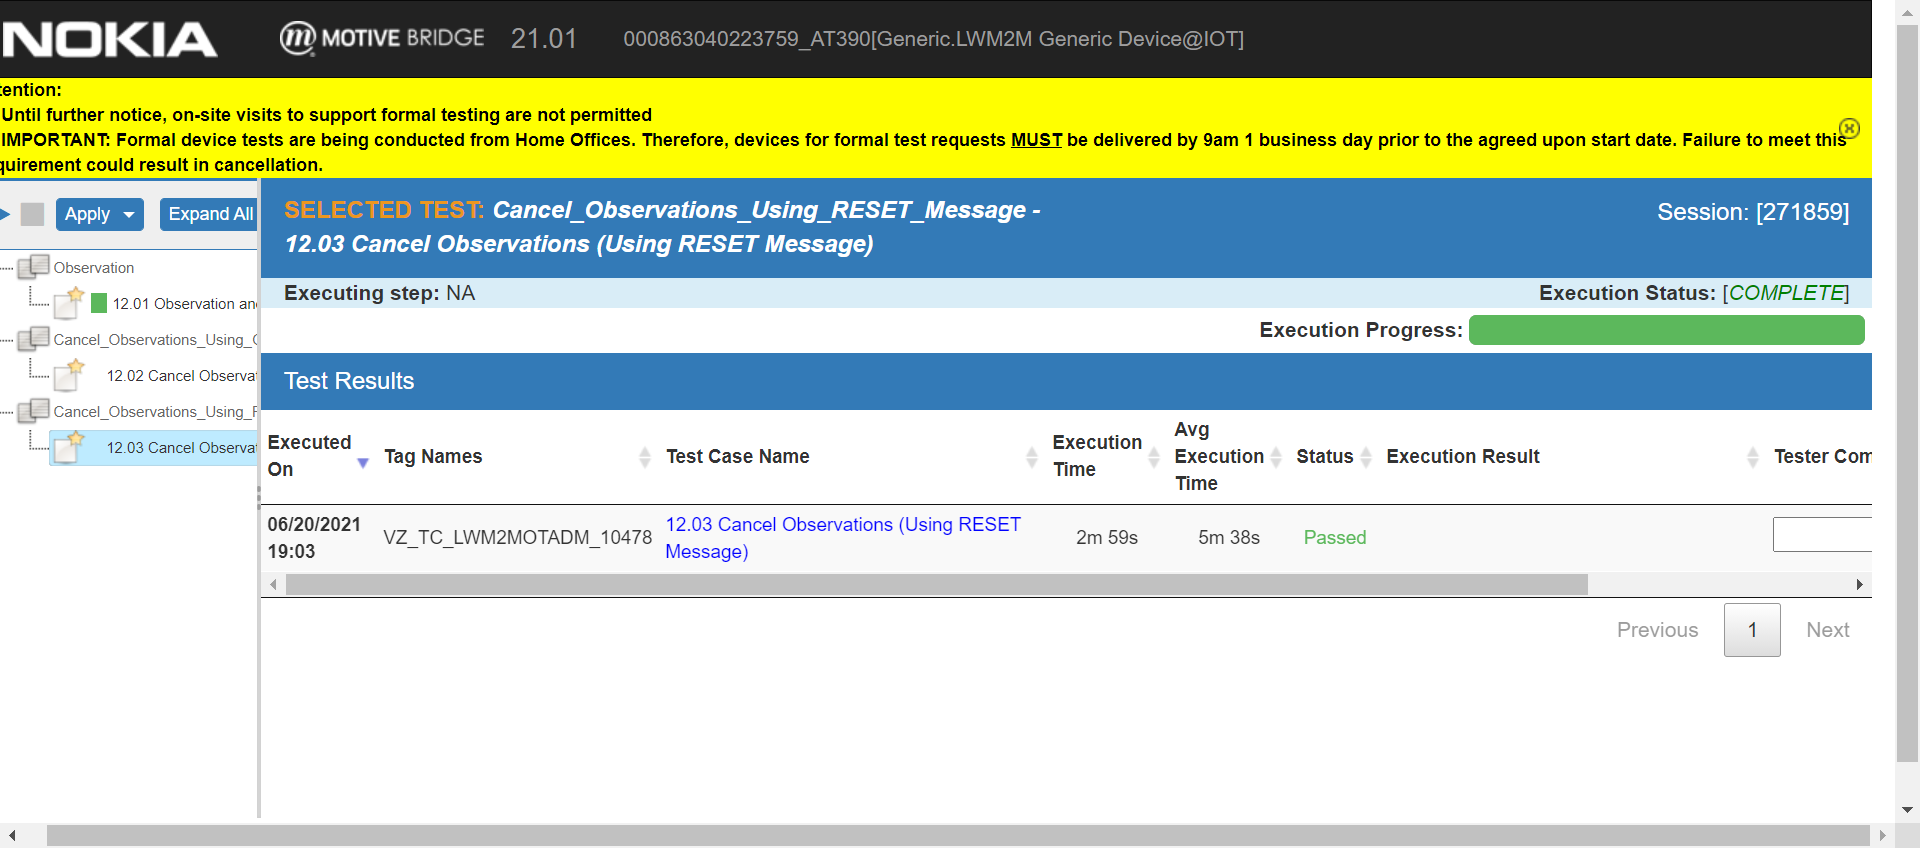 NOKIA
MOTIVE BRIDGE 21.01 000863040223759_AT390[Generic.LWM2M Generic Device@IOT]
tention:
Until further notice, on-site visits to support formal testing are not permitted
IMPORTANT: Formal device tests are being conducted from Home Offices. Therefore, devices for formal test requests MUST be delivered by 9am 1 business day prior to the agreed upon start date. Failure to meet this
quirement could result in cancellation.
Apply
Expand All
Observation
12.01 Observation an
Cancel_Observations_Using_
12.02 Cancel Observa
Cancel_Observations_Using_
12.03 Cancel Observa
SELECTED TEST: Cancel_Observations_Using_RESET_Message -
12.03 Cancel Observations (Using RESET Message)
Session: [271859]
Executing step: NA
Execution Status: [COMPLETE]
Execution Progress:
Test Results
Executed
On
Tag Names
Test Case Name
Execution
Time
Avg
Execution
Time
Status
Execution Result
Tester Com
06/20/2021
19:03
VZ_TC_LWM2MOTADM_10478
12.03 Cancel Observations (Using RESET
Message)
2m 59s
5m 38s
Passed
Previous
1
Next